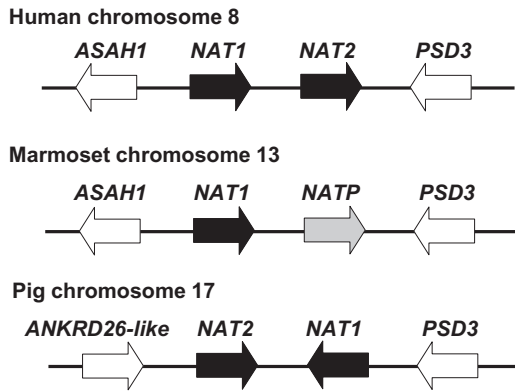 Human chromosome 8
ASAH1 NAT1 NAT2 PSD3
Marmoset chromosome 13
ASAH1 NAT1 NATP PSD3
Pig chromosome 17
ANKRD26-like NAT2 NAT1 PSD3